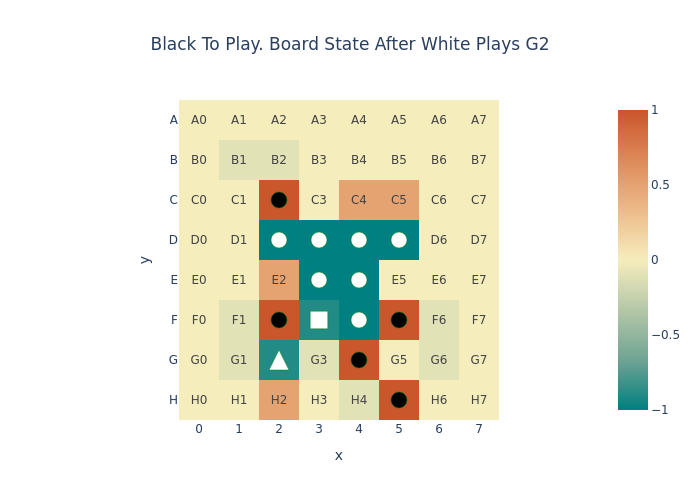 Black To Play. Board State After White Plays G2
A A0 A1 A2 A3 A4 A5 A6 A7
B B0 B1 B2 B3 B4 B5 B6 B7
C C0 C1 C3 C4 C5 C6 C7
D D0 D1 D6 D7
E E0 E1 E2 E5 E6 E7
F F0 F1 F6 F7
G G0 G1 G3 G5 G6 G7
H H0 H1 H2 H3 H4 H6 H7
0 1 2 3 4 5 6 7
x
y
1
0.5
0
−0.5
−1